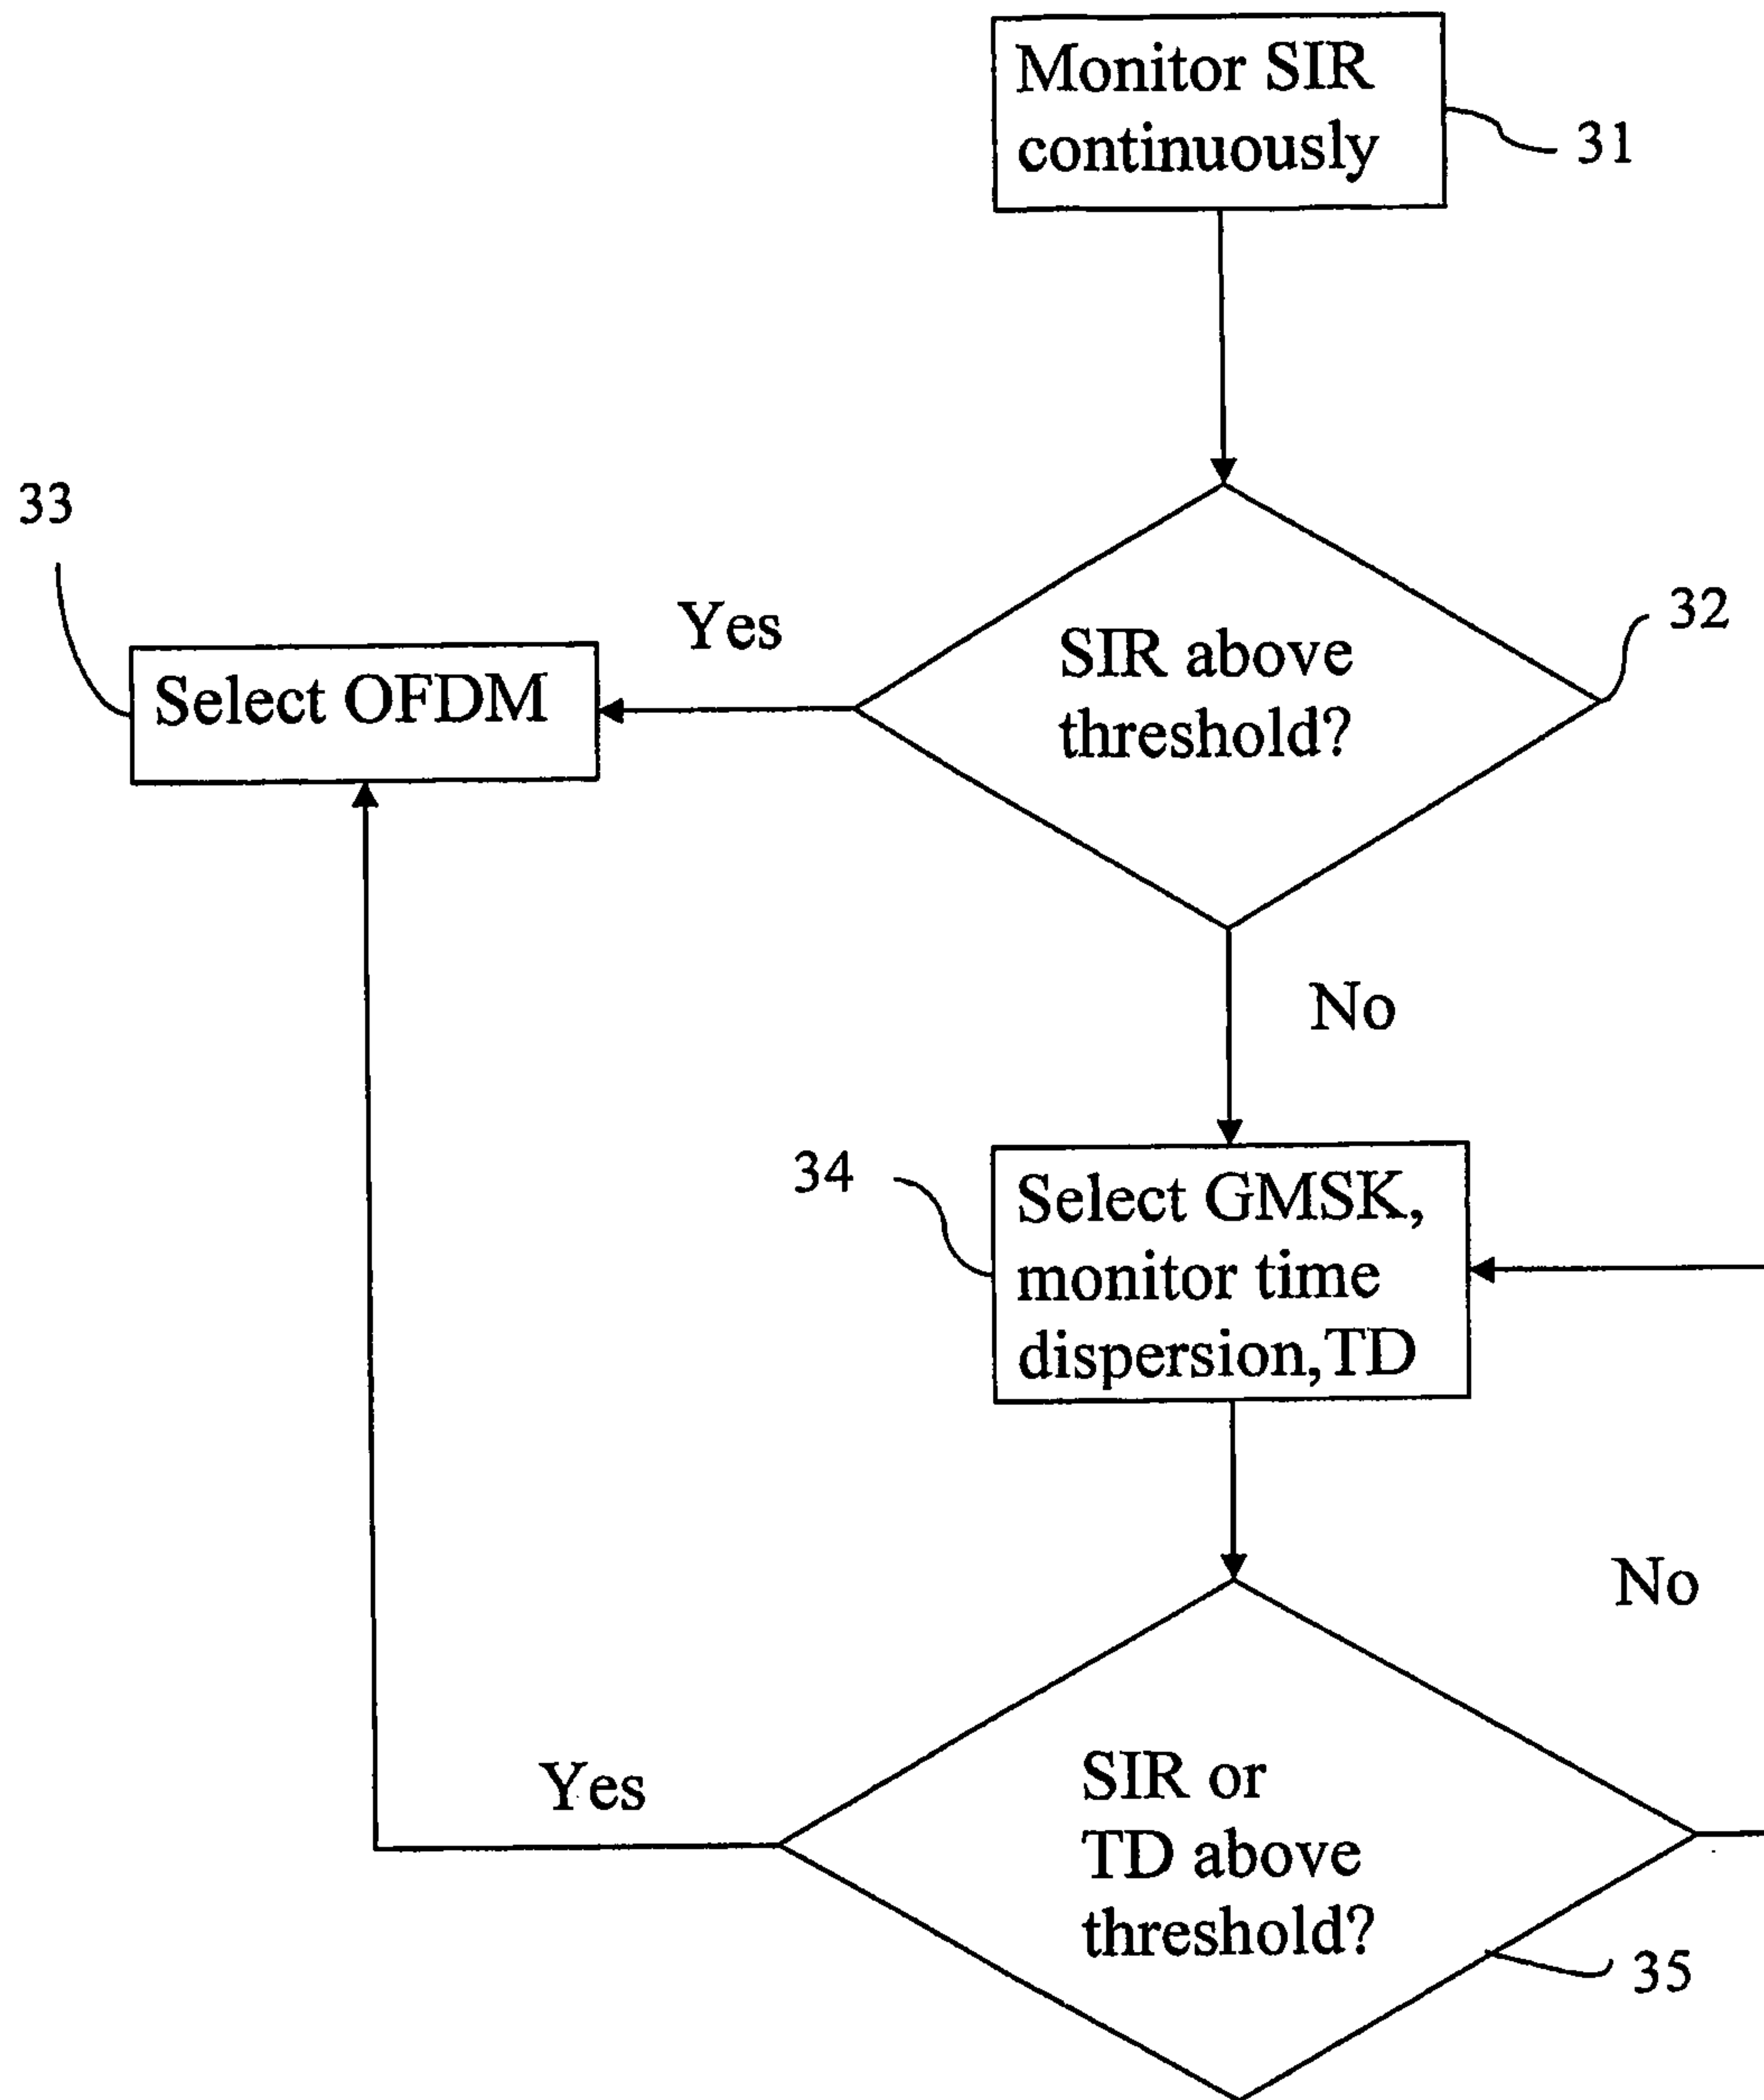 Monitor SIR
continuously
31
33
32
Yes
SIR above
threshold?
Select OFDM
No
34
Select GMSK,
monitor time
dispersion,TD
No
Yes
SIR or
TD above
threshold?
35